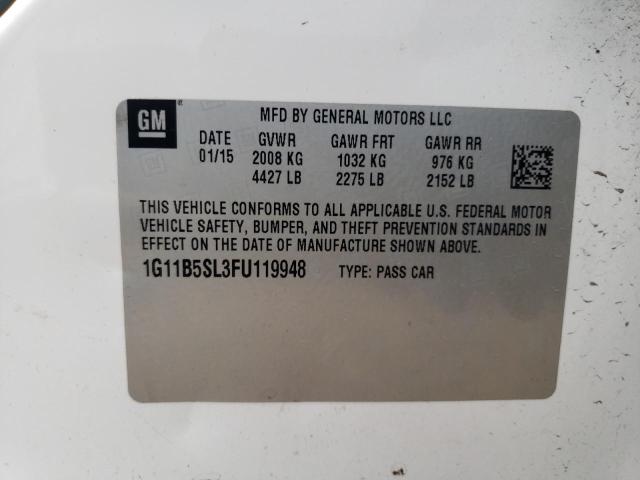 GM
MFD BY GENERAL MOTORS LLC
DATE GVWR GAWR FRT GAWR RR
01/15 2008 KG 1032 KG 976 KG
4427 LB 2275 LB 2152 LB
THIS VEHICLE CONFORMS TO ALL APPLICABLE U.S. FEDERAL MOTOR
VEHICLE SAFETY, BUMPER, AND THEFT PREVENTION STANDARDS IN
EFFECT ON THE DATE OF MANUFACTURE SHOWN ABOVE.
1G11B5SL3FU119948 TYPE: PASS CAR